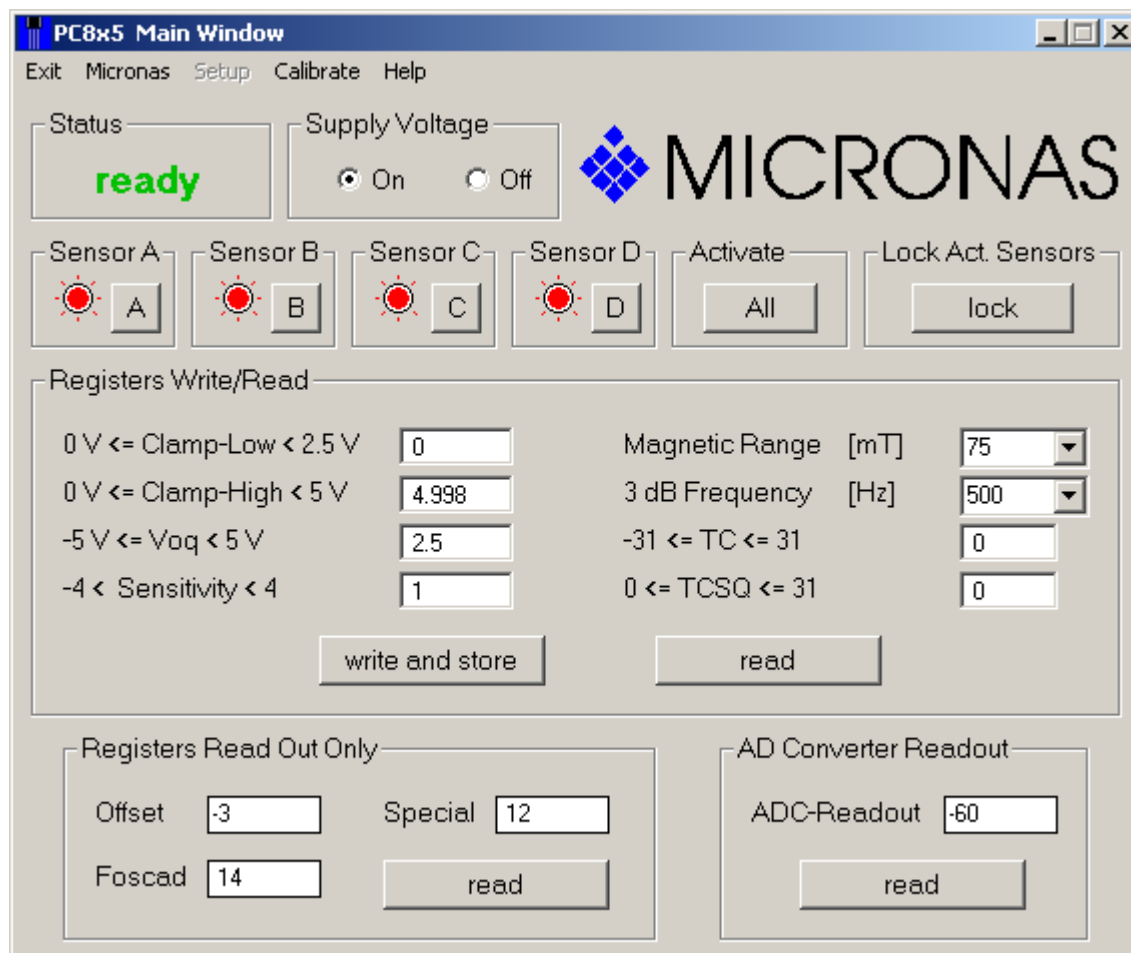 PC8x5 Main Window
Exit Micronas Setup Calibrate Help
Status
ready
Supply Voltage
On Off
MICRONAS
Sensor A
A
Sensor B
B
Sensor C
C
Sensor D
D
Activate
All
Lock Act. Sensors
lock
Registers Write/Read
0 V <= Clamp-Low < 2.5 V 0
0 V <= Clamp-High < 5 V 4.998
-5 V <= Voq < 5 V 2.5
-4 < Sensitivity < 4 1
Magnetic Range [mT] 75
3 dB Frequency [Hz] 500
-31 <= TC <= 31 0
0 <= TCSQ <= 31 0
write and store
read
Registers Read Out Only
Offset -3
Special 12
Foscad 14
read
AD Converter Readout
ADC-Readout -60
read